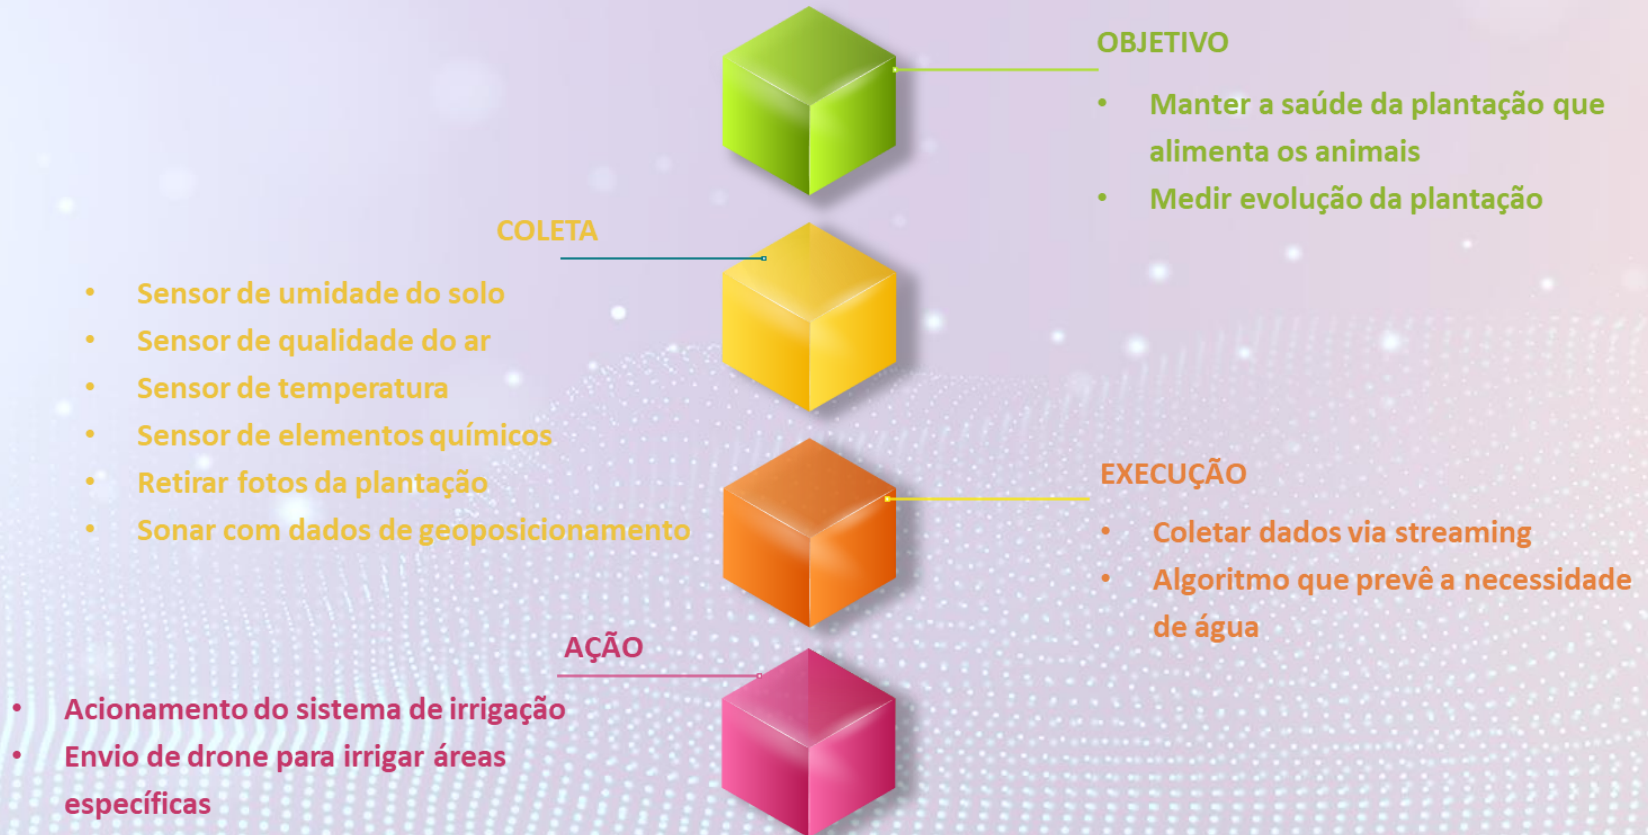 OBJETIVO
• Manter a saúde da plantação que
alimenta os animais
• Medir evolução da plantação
COLETA
• Sensor de umidade do solo
• Sensor de qualidade do ar
• Sensor de temperatura
• Sensor de elementos químicos
• Retirar fotos da plantação
• Sonar com dados de geoposicionamento
EXECUÇÃO
• Coletar dados via streaming
• Algoritmo que prevê a necessidade
de água
AÇÃO
• Acionamento do sistema de irrigação
• Envio de drone para irrigar áreas
específicas